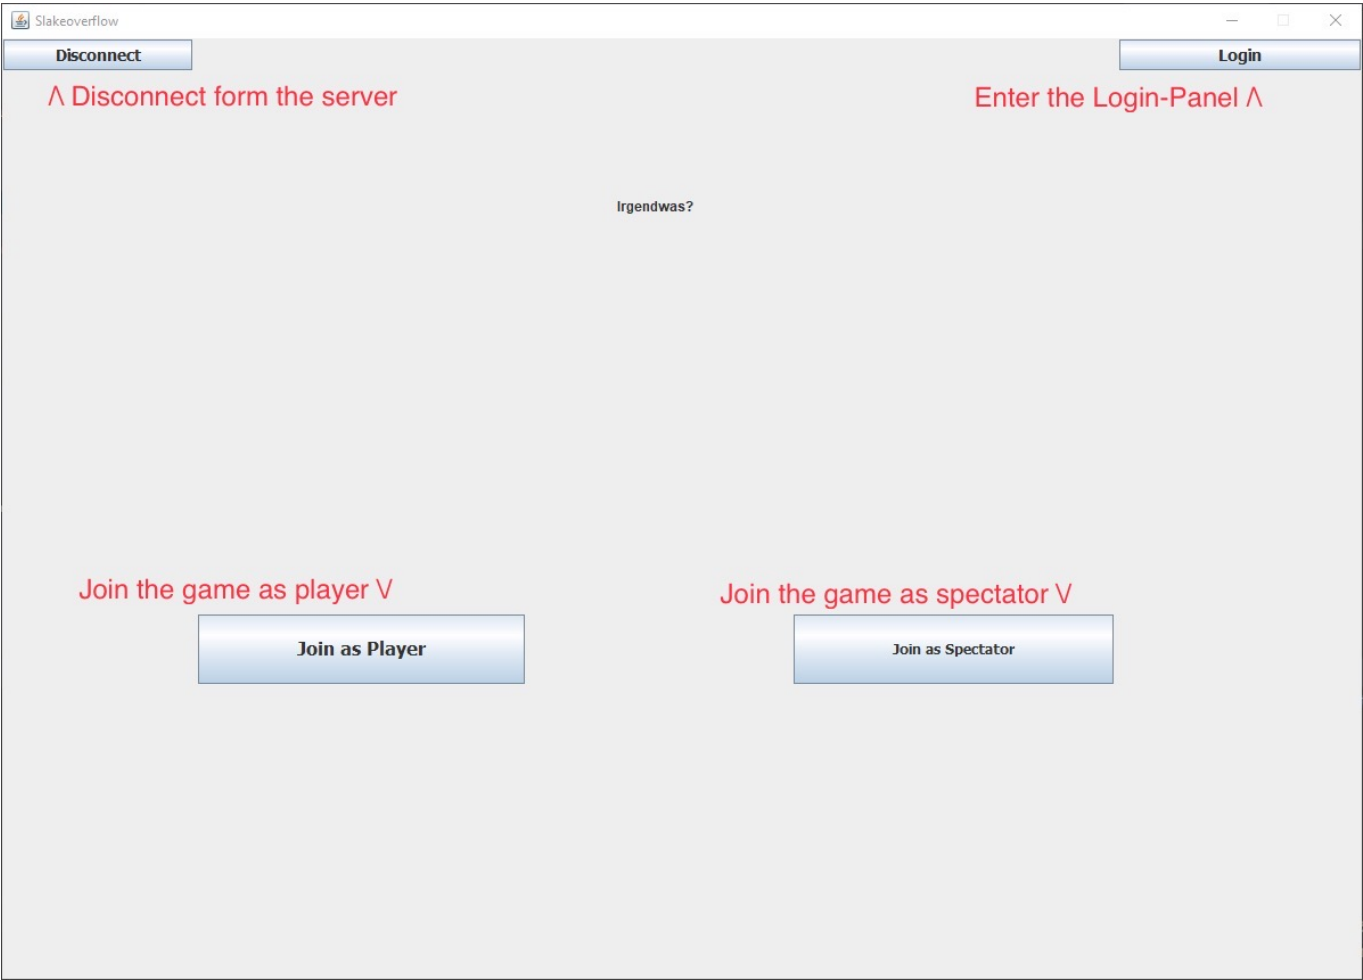 Slakeoverflow
Disconnect
Login
/\ Disconnect form the server
Enter the Login-Panel /\
Irgendwas?
Join the game as player \/
Join the game as spectator \/
Join as Player
Join as Spectator